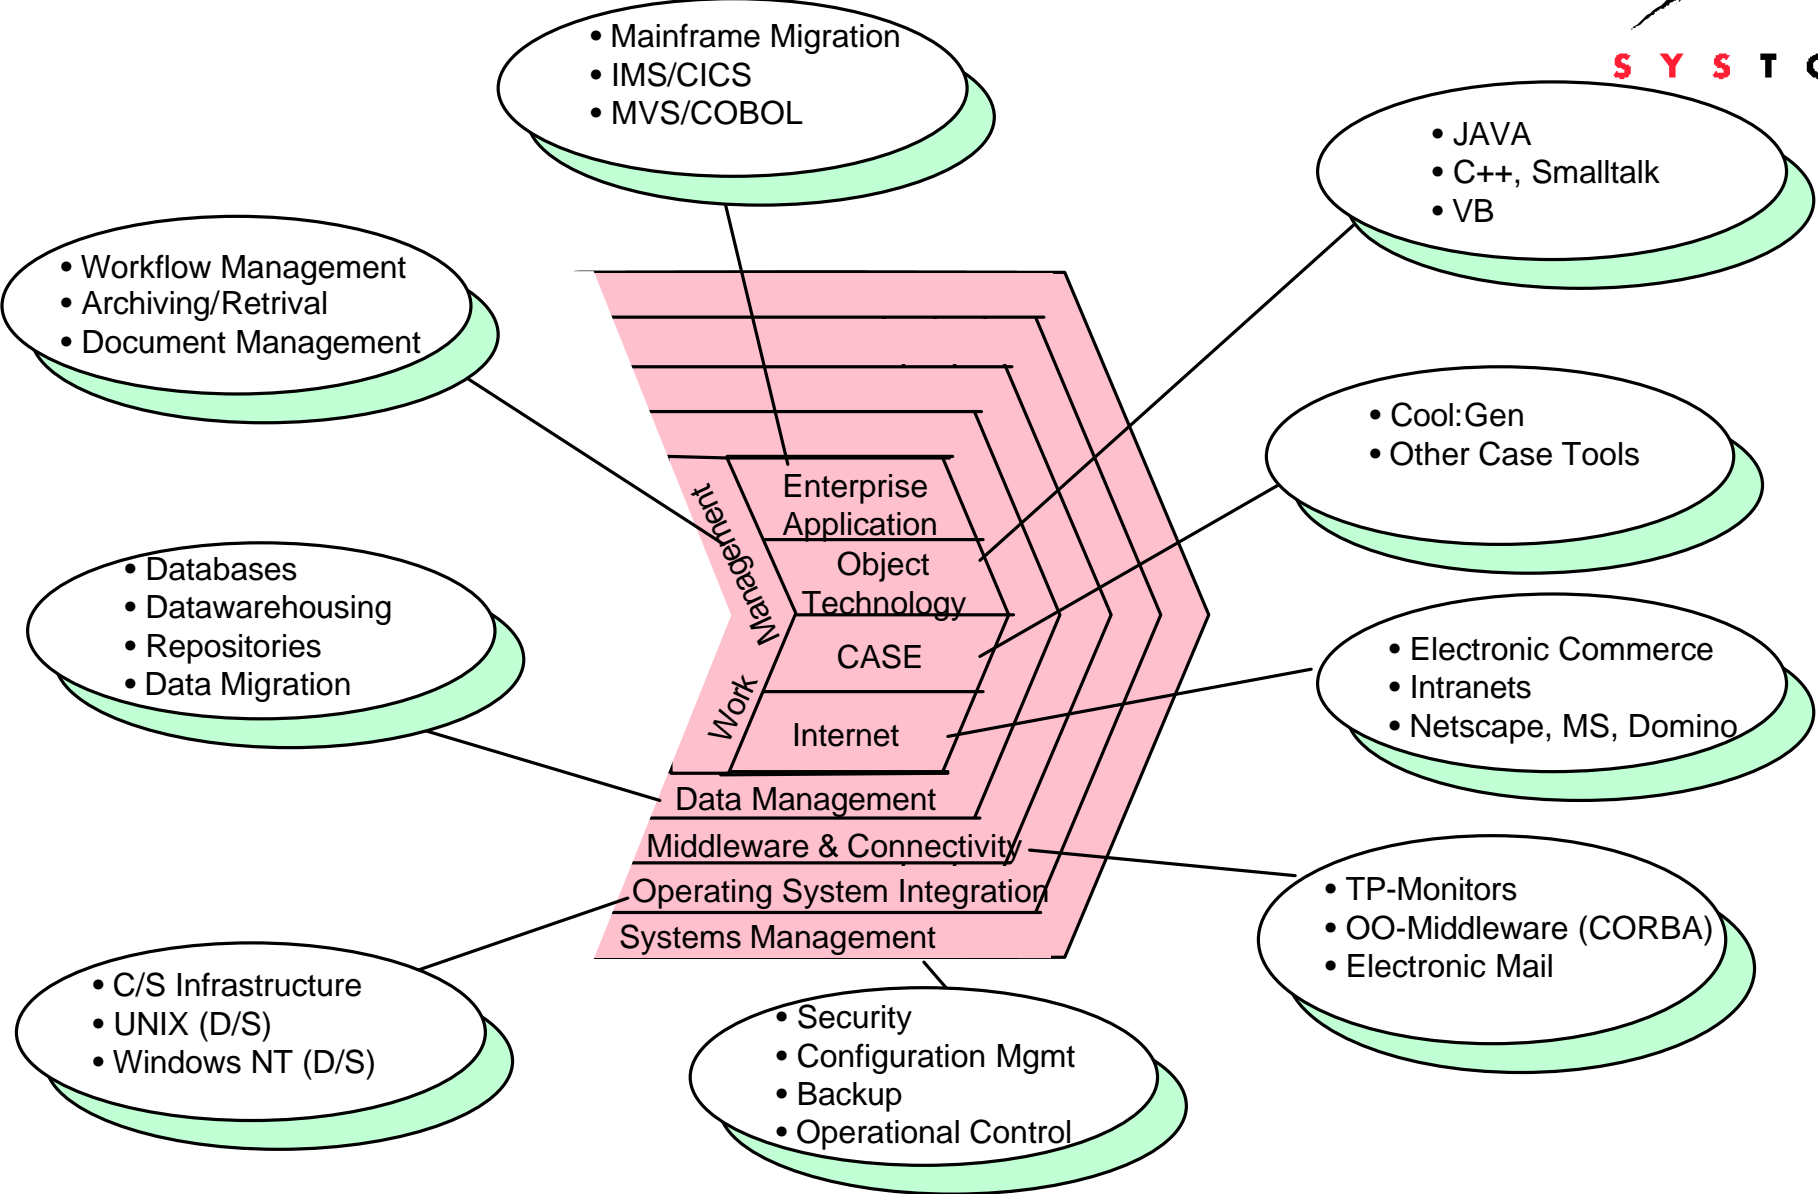 • Mainframe Migration
• IMS/CICS
• MVS/COBOL
S Y S T
• JAVA
• C++, Smalltalk
• VB
• Workflow Management
• Archiving/Retrival
• Document Management
• Cool:Gen
• Other Case Tools
Enterprise
Application
Object
Technology
CASE
Internet
Work Management
• Databases
• Datawarehousing
• Repositories
• Data Migration
• Electronic Commerce
• Intranets
• Netscape, MS, Domino
Data Management
Middleware & Connectivity
Operating System Integration
Systems Management
• TP-Monitors
• OO-Middleware (CORBA)
• Electronic Mail
• C/S Infrastructure
• UNIX (D/S)
• Windows NT (D/S)
• Security
• Configuration Mgmt
• Backup
• Operational Control